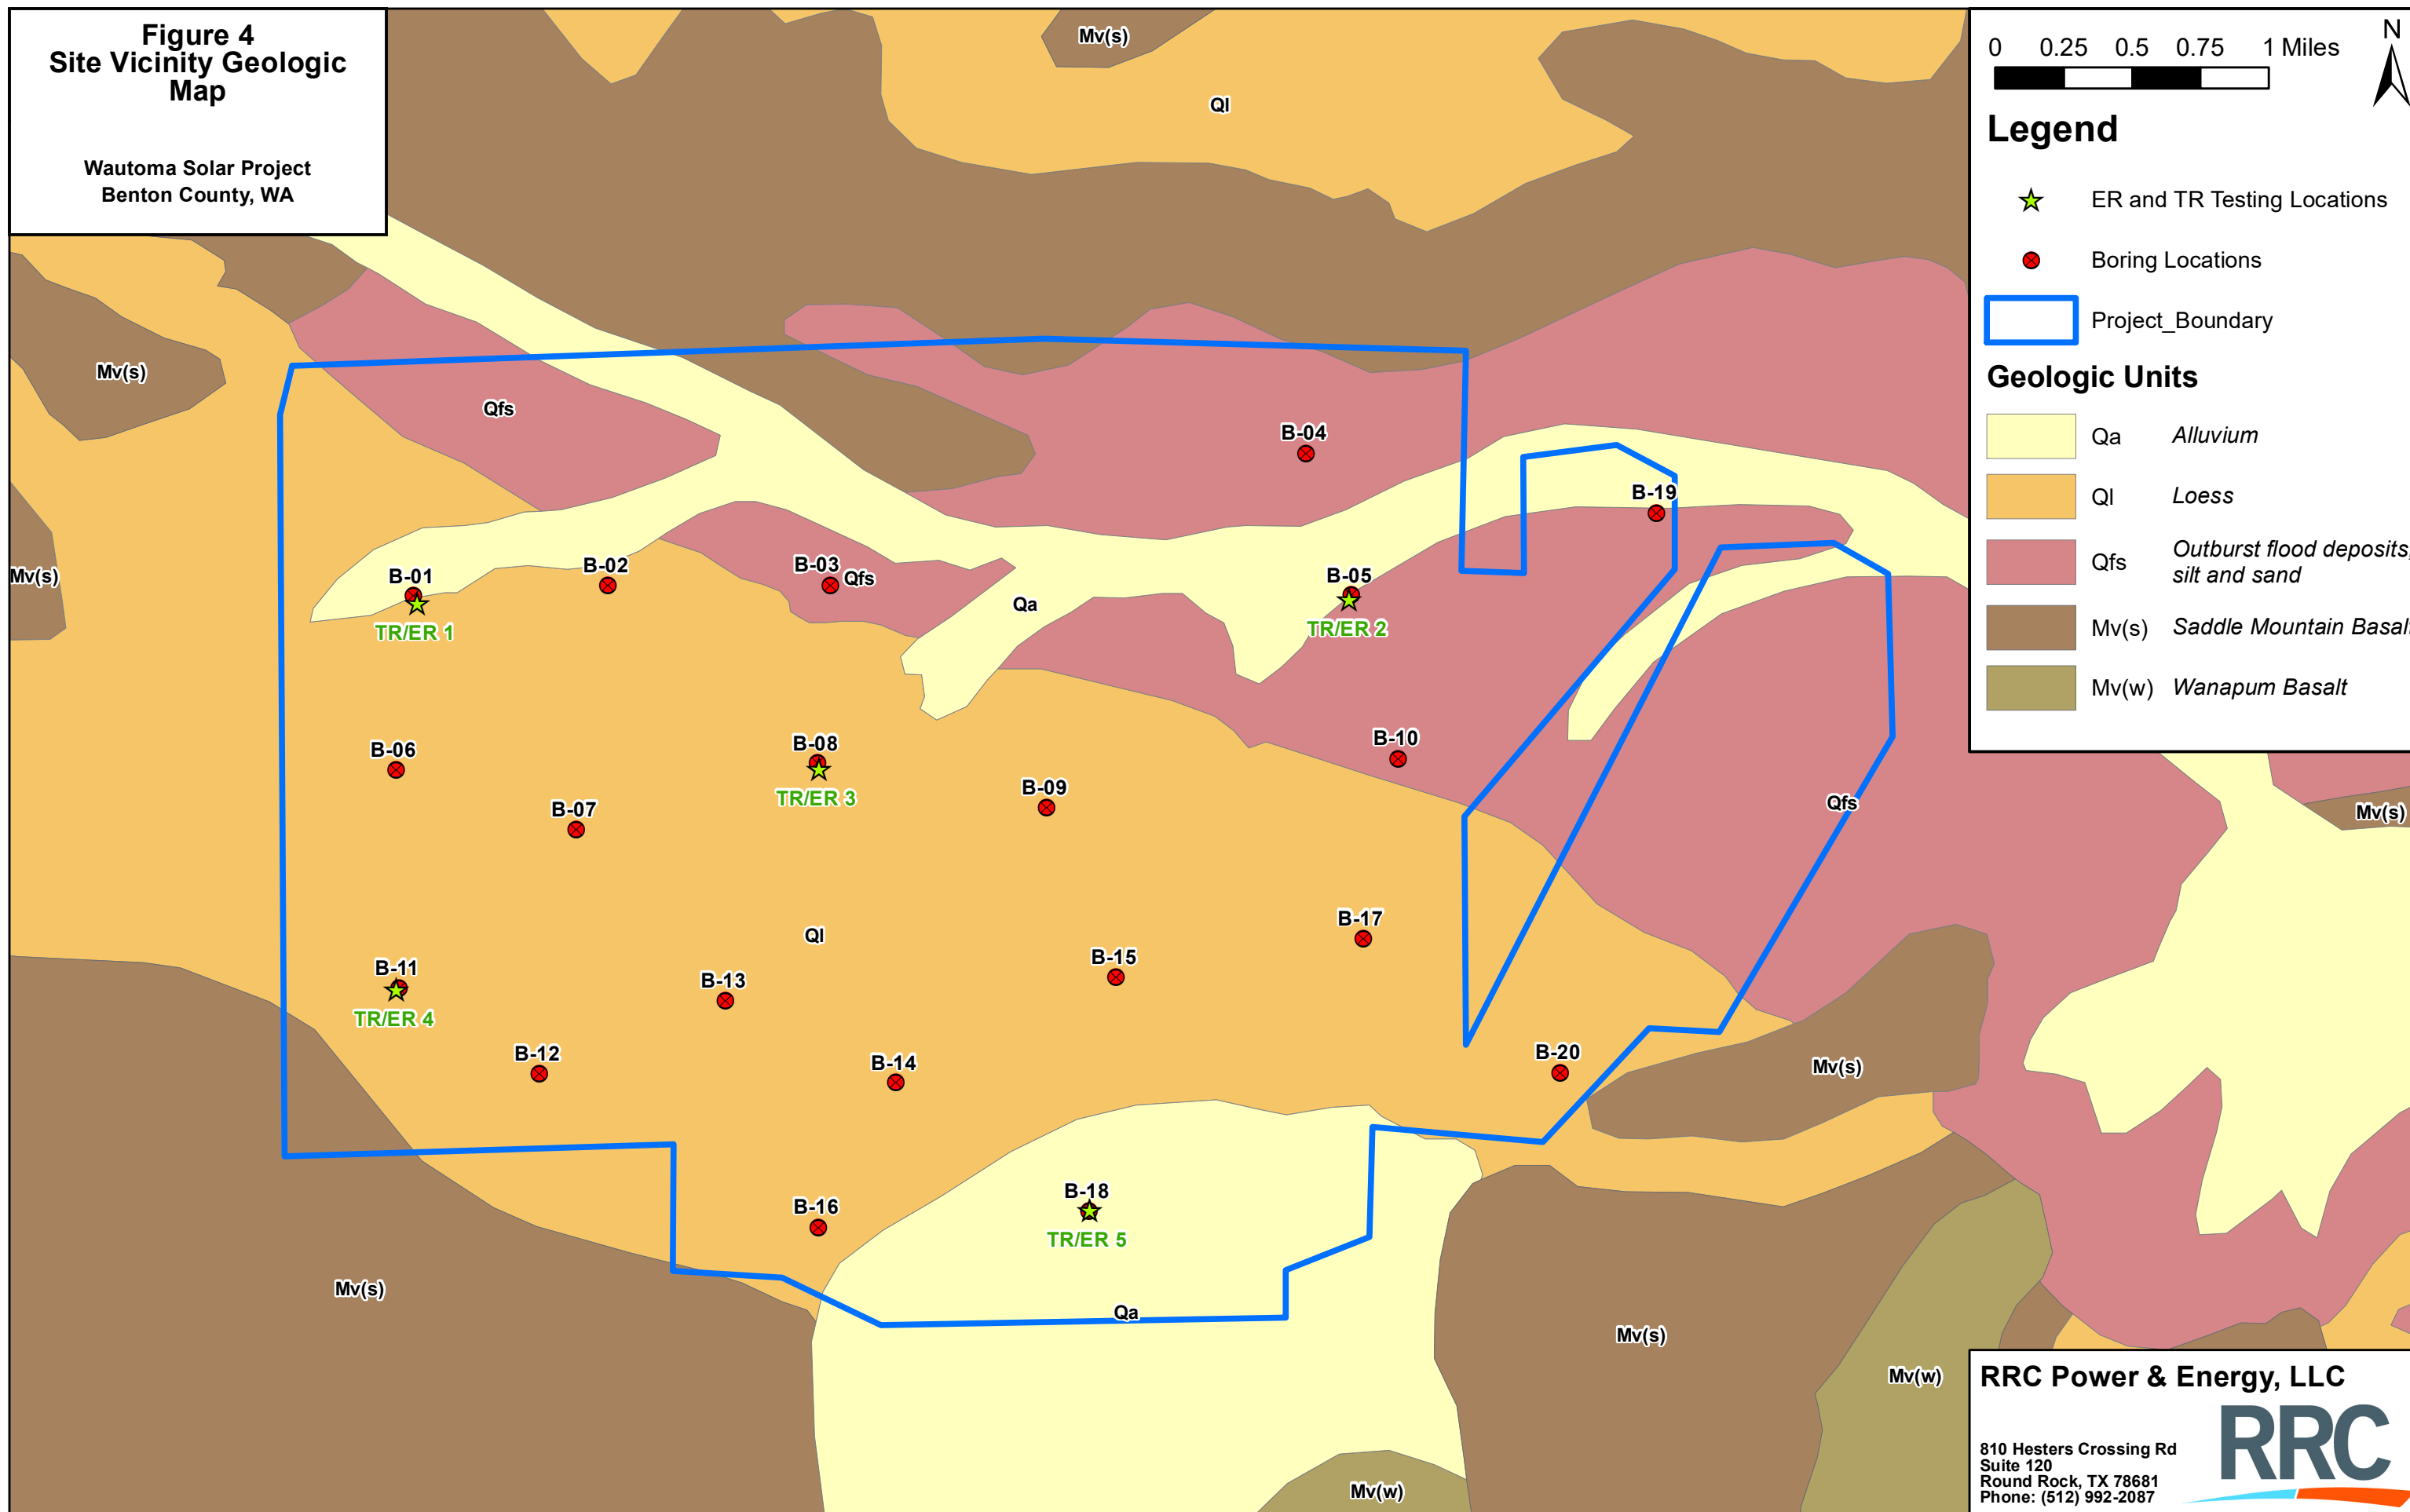 Figure 4
Site Vicinity Geologic
Map
Wautoma Solar Project
Benton County, WA
0 0.25 0.5 0.75 1 Miles
N
Legend
ER and TR Testing Locations
Boring Locations
Project_Boundary
Geologic Units
Qa Alluvium
Ql Loess
Qfs Outburst flood deposits,
silt and sand
Mv(s) Saddle Mountain Basalt
Mv(w) Wanapum Basalt
Mv(s)
Ql
Mv(s)
Qfs
B-04
B-19
Mv(s)
B-01
TR/ER 1
B-02
B-03
Qfs
Qa
B-05
TR/ER 2
B-06
B-07
B-08
TR/ER 3
B-09
B-10
Qfs
Mv(s)
B-11
TR/ER 4
Ql
B-13
B-15
B-17
B-12
B-14
B-20
Mv(s)
B-16
B-18
TR/ER 5
Mv(s)
Qa
Mv(s)
Mv(w)
Mv(w)
RRC Power & Energy, LLC
810 Hesters Crossing Rd
Suite 120
Round Rock, TX 78681
Phone: (512) 992-2087
RRC